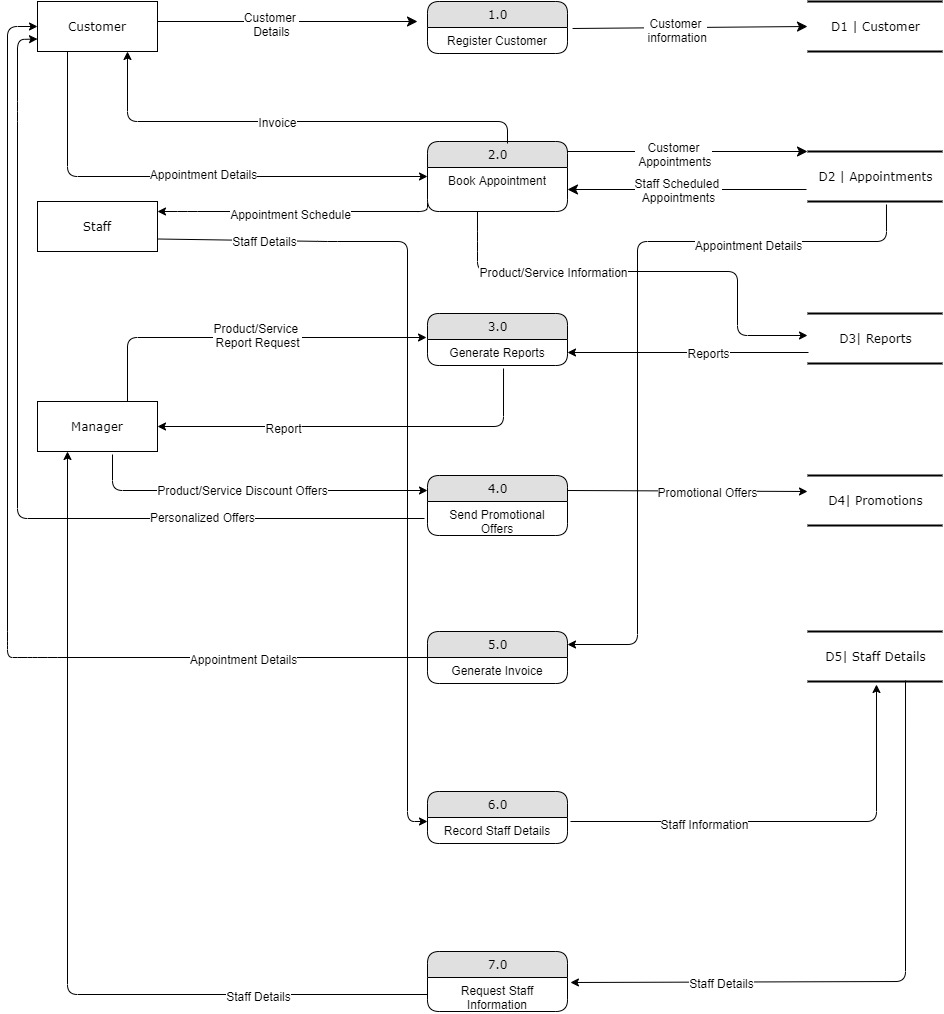 Customer
Customer
Details
1.0
Register Customer
Customer
information
D1 | Customer
Invoice
2.0
Book Appointment
Customer
Appointments
D2 | Appointments
Appointment Details
Staff Scheduled
Appointments
Staff
Appointment Schedule
Staff Details
Appointment Details
Product/Service Information
Product/Service
Report Request
3.0
Generate Reports
Reports
D3| Reports
Manager
Report
Product/Service Discount Offers
4.0
Send Promotional
Offers
Promotional Offers
D4| Promotions
Personalized Offers
5.0
Generate Invoice
Appointment Details
D5| Staff Details
6.0
Record Staff Details
Staff Information
7.0
Request Staff
Information
Staff Details
Staff Details